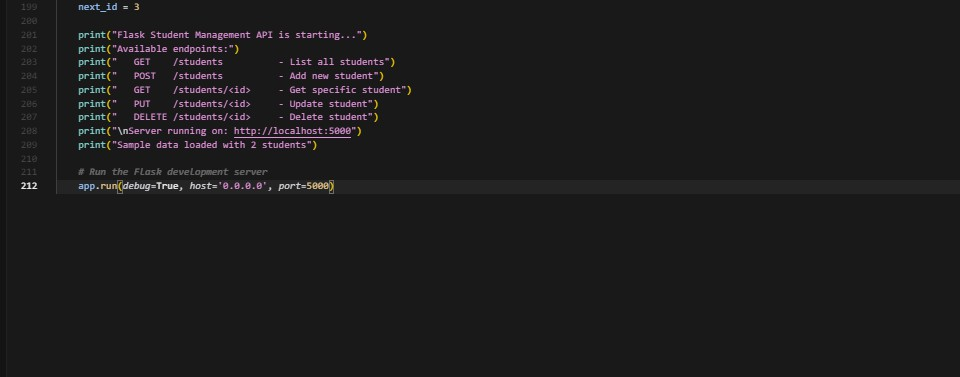 199 next_id = 3
200
201 print("Flask Student Management API is starting...")
202 print("Available endpoints:")
203 print("   GET    /students          - List all students")
204 print("   POST   /students          - Add new student")
205 print("   GET    /students/<id>     - Get specific student")
206 print("   PUT    /students/<id>     - Update student")
207 print("   DELETE /students/<id>     - Delete student")
208 print("\nServer running on: http://localhost:5000")
209 print("Sample data loaded with 2 students")
210
211 # Run the Flask development server
212 app.run(debug=True, host='0.0.0.0', port=5000)